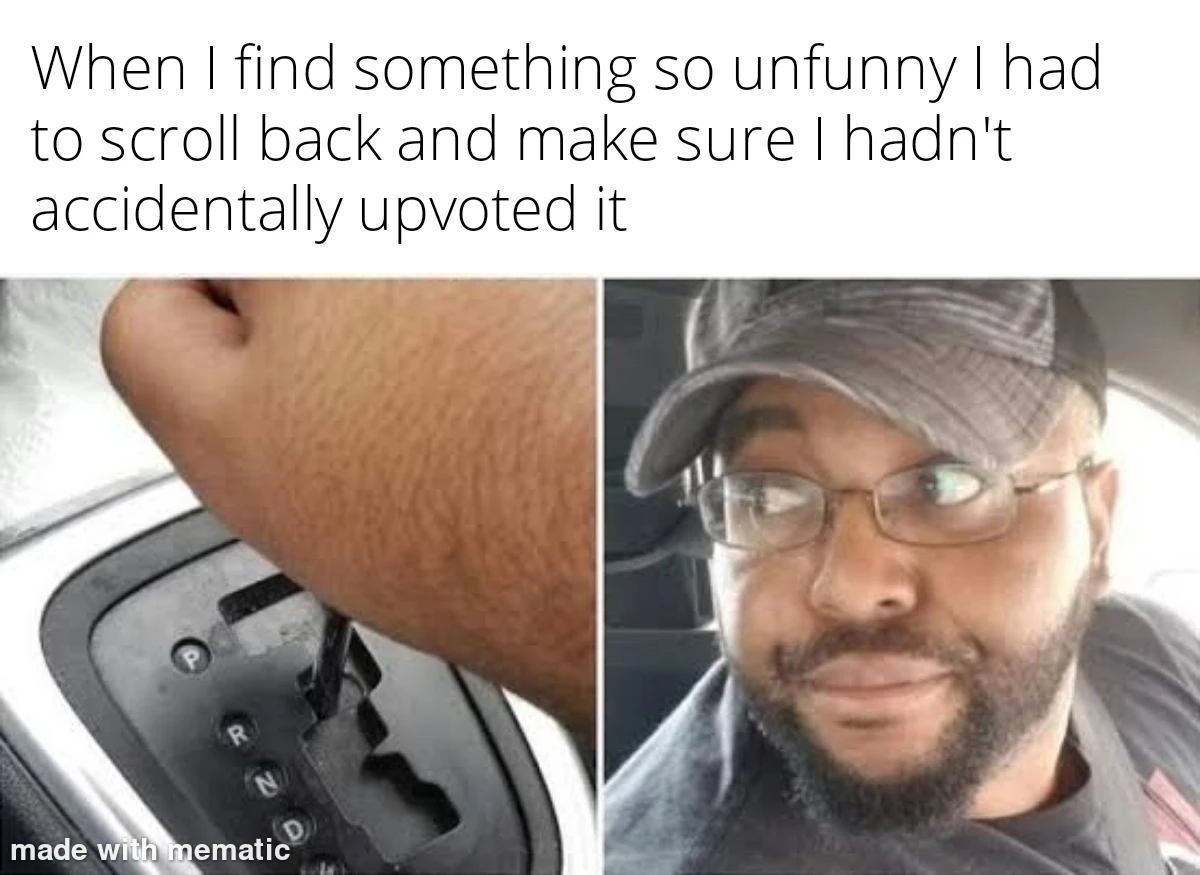 When I find something so unfunny I had
to scroll back and make sure I hadn't
accidentally upvoted it
P
R
N
D
made with mematic